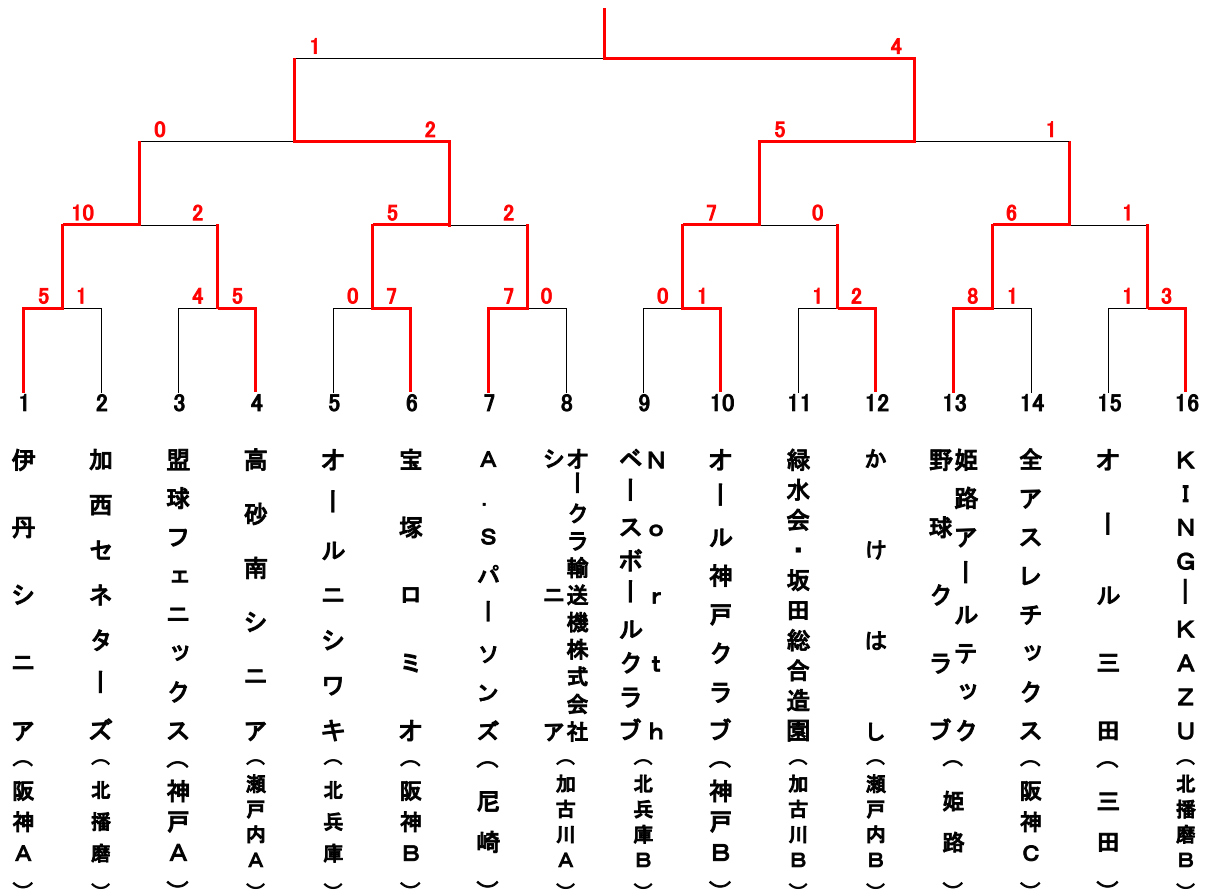 1 4
0 2 5 1
10 2 5 2 7 0 6 1
5 1 4 5 0 7 7 0 0 1 1 2 8 1 1 3
1 2 3 4 5 6 7 8 9 10 11 12 13 14 15 16
伊丹シニア（阪神A）
加西セネターズ（北播磨）
盟球フェニックス（神戸A）
高砂南シニア（瀬戸内A）
オールニシワキ（北兵庫）
宝塚ロミオ（阪神B）
A.Sパーソンズ（尼崎）
オークラ輸送機株式会社
シニア
（加古川A）
North
ベースボールクラブ
（北兵庫B）
オール神戸クラブ（神戸B）
緑水会・坂田総合造園（加古川B）
かけはし（瀬戸内B）
姫路アールテック
野球クラブ
（姫路）
全アスレチックス（阪神C）
オール三田（三田）
KING―KAZU（北播磨B）